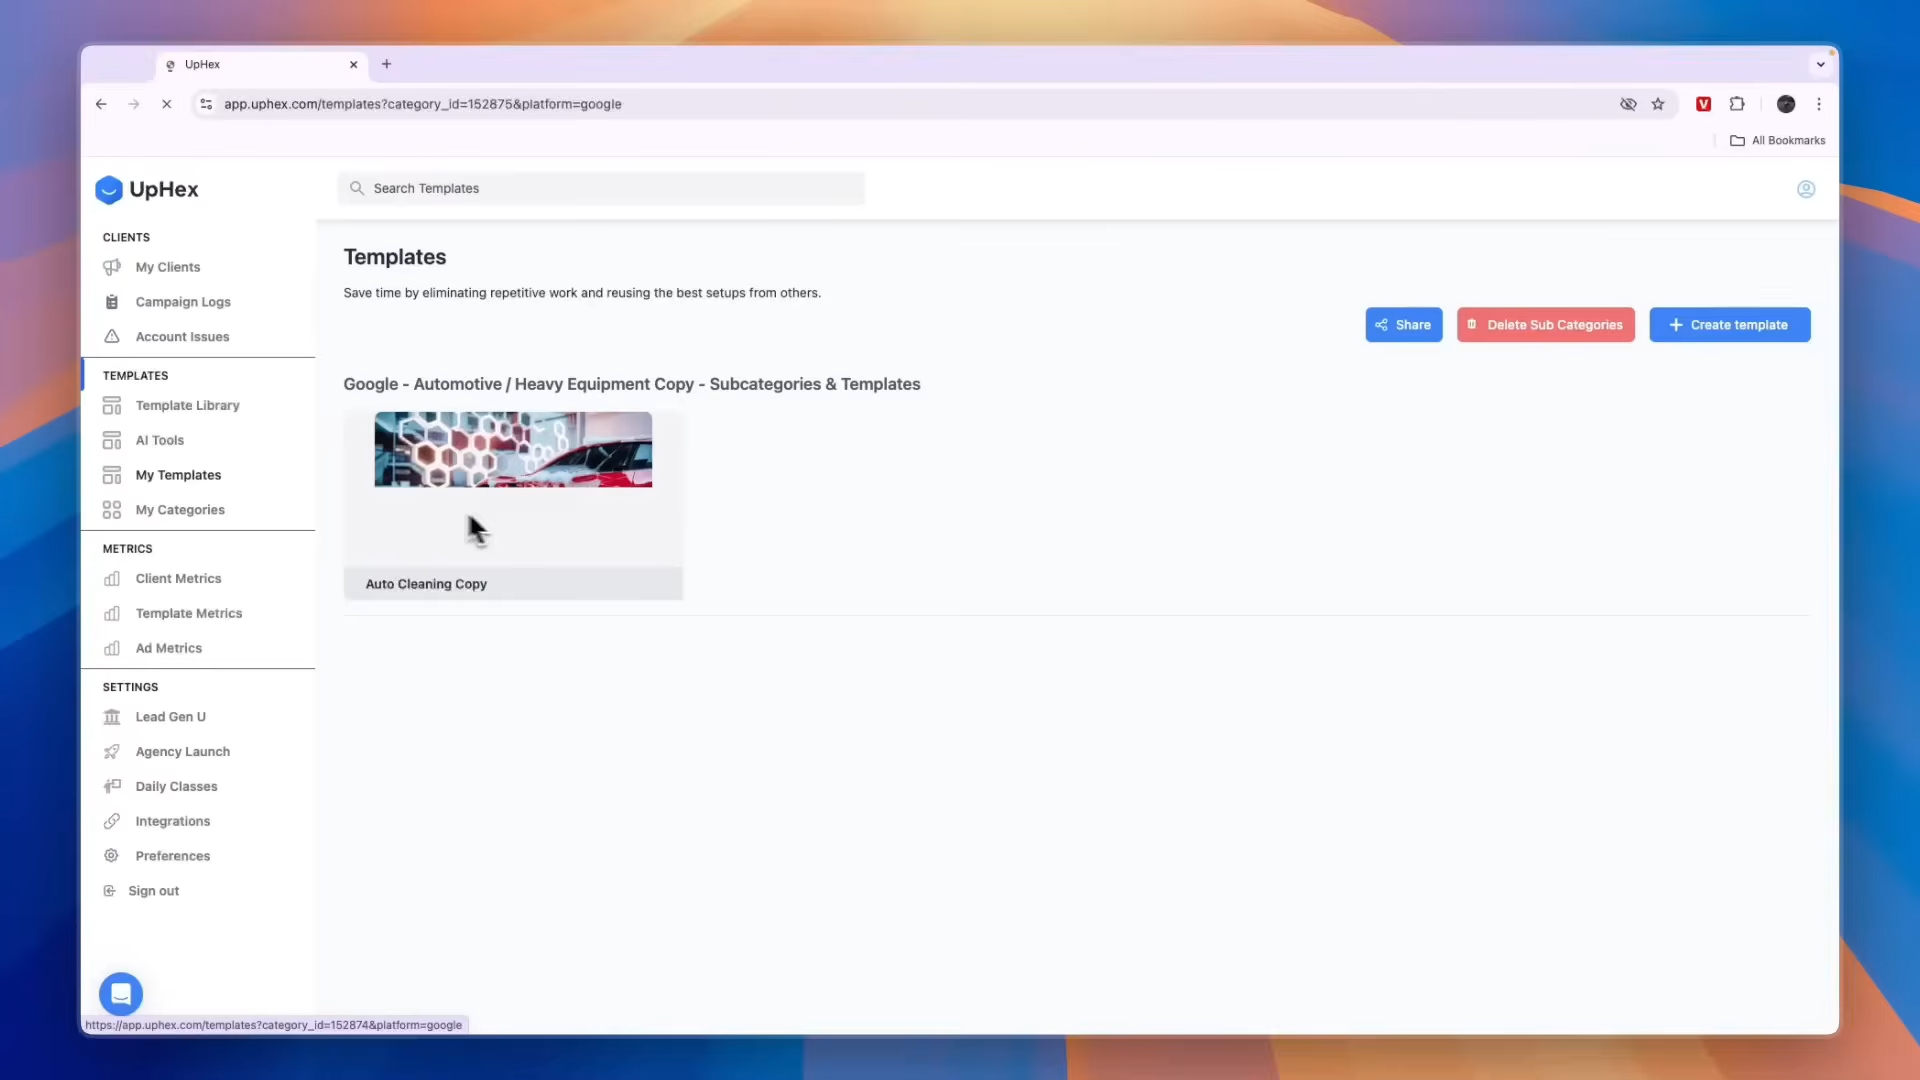 UpHex
app.uphex.com/templates?category_id=152875&platform=google
V
All Bookmarks
UpHex
Search Templates
CLIENTS
My Clients
Campaign Logs
Account Issues
TEMPLATES
Template Library
AI Tools
My Templates
My Categories
METRICS
Client Metrics
Template Metrics
Ad Metrics
SETTINGS
Lead Gen U
Agency Launch
Daily Classes
Integrations
Preferences
Sign out
Templates
Save time by eliminating repetitive work and reusing the best setups from others.
Share
Delete Sub Categories
Create template
Google - Automotive / Heavy Equipment Copy - Subcategories & Templates
Auto Cleaning Copy
https://app.uphex.com/templates?category_id=152874&platform=google